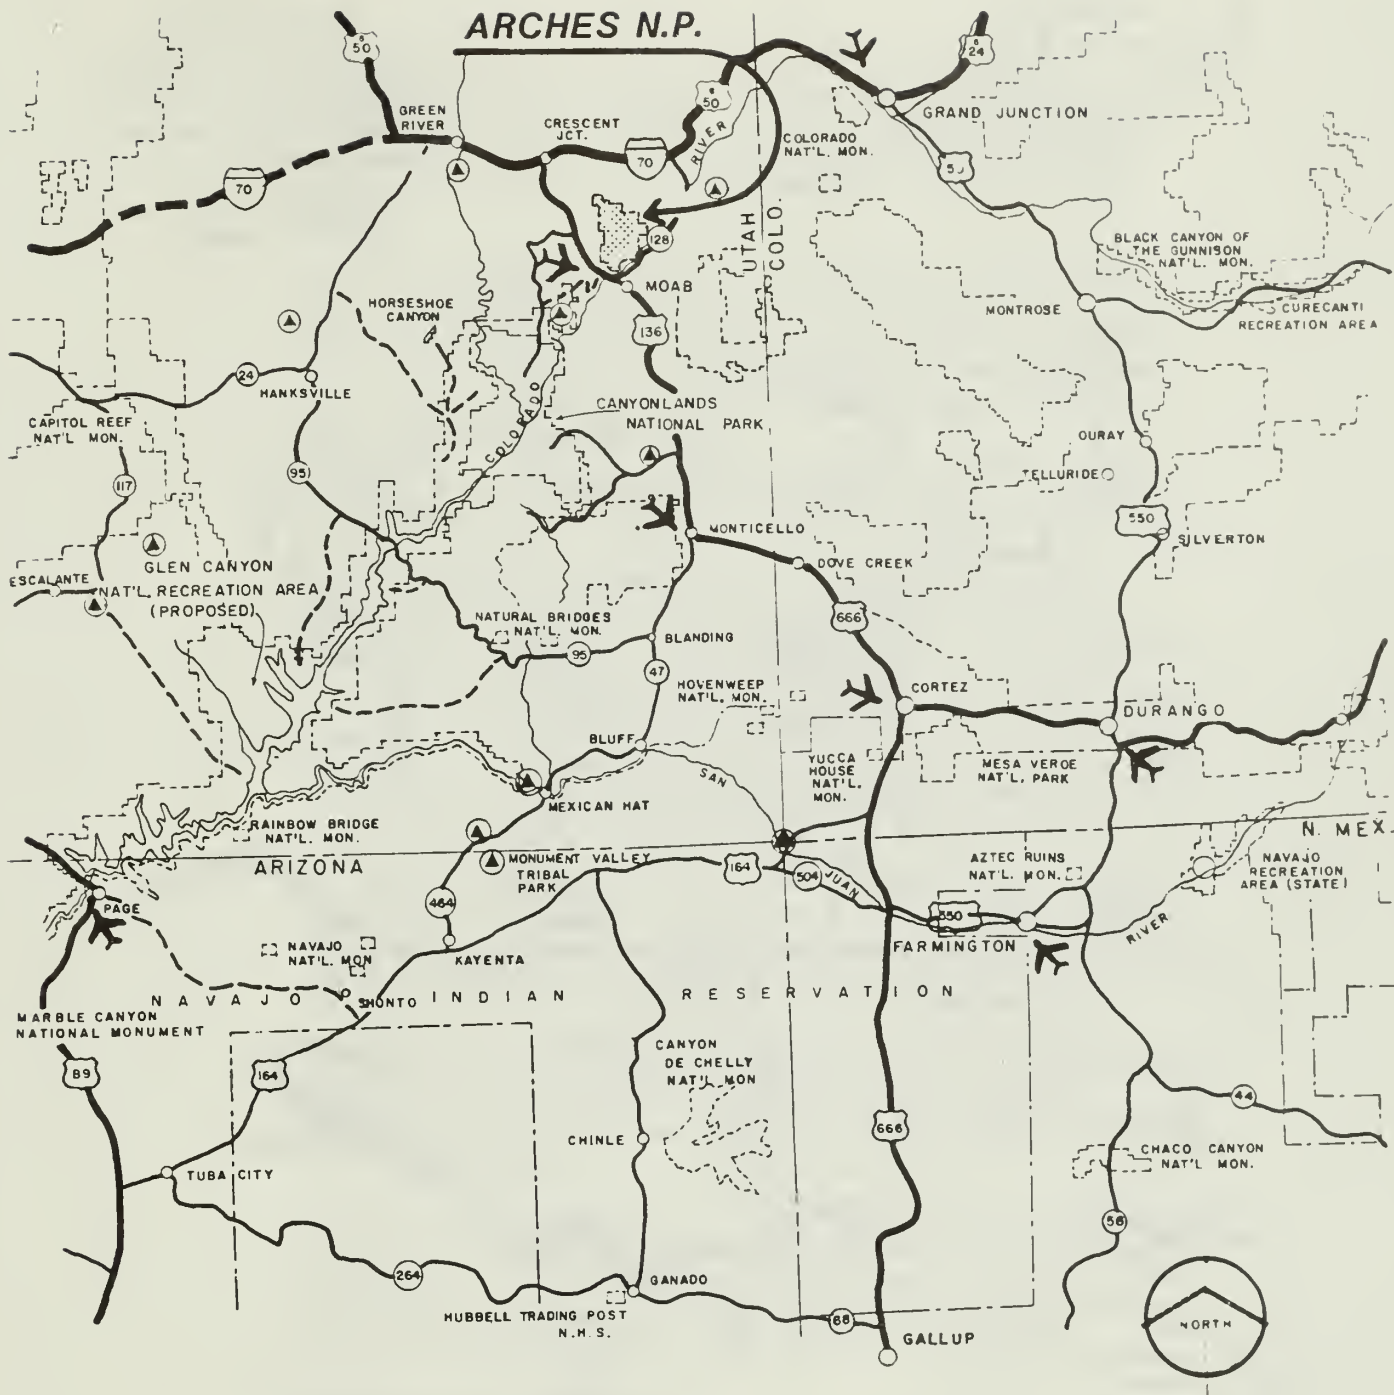 ARCHES N.P.
6
50
6
24
GREEN
RIVER
CRESCENT
JCT.
6
50
RIVER
70
70
GRAND JUNCTION
COLORADO
NAT'L. MON.
50
UTAH
COLO.
128
BLACK CANYON OF
THE GUNNISON
NAT'L. MON.
MOAB
HORSESHOE
CANYON
136
MONTROSE
CURECANTI
RECREATION AREA
24
HANKSVILLE
CAPITOL REEF
NAT'L MON.
COLORADO
CANYONLANDS
NATIONAL PARK
OURAY
TELLURIDE
95
117
550
SILVERTON
MONTICELLO
DOVE CREEK
GLEN CANYON
NAT'L. RECREATION AREA
(PROPOSED)
ESCALANTE
NATURAL BRIDGES
NAT'L. MON.
666
BLANDING
95
47
HOVENWEEP
NAT'L. MON.
CORTEZ
DURANGO
BLUFF
SAN
YUCCA
HOUSE
NAT'L.
MON.
MESA VERDE
NAT'L. PARK
MEXICAN HAT
RAINBOW BRIDGE
NAT'L. MON.
N. MEX.
ARIZONA
MONUMENT VALLEY
TRIBAL
PARK
164
504
JUAN
AZTEC RUINS
NAT'L. MON.
NAVAJO
RECREATION
AREA (STATE)
PAGE
464
550
FARMINGTON
RIVER
NAVAJO
NAT'L. MON
KAYENTA
NAVAJO INDIAN RESERVATION
SHONTO
MARBLE CANYON
NATIONAL MONUMENT
CANYON
DE CHELLY
NAT'L. MON
89
164
44
666
CHINLE
CHACO CANYON
NAT'L MON.
TUBA CITY
56
264
GANADO
HUBBELL TRADING POST
N.H.S.
68
GALLUP
NORTH